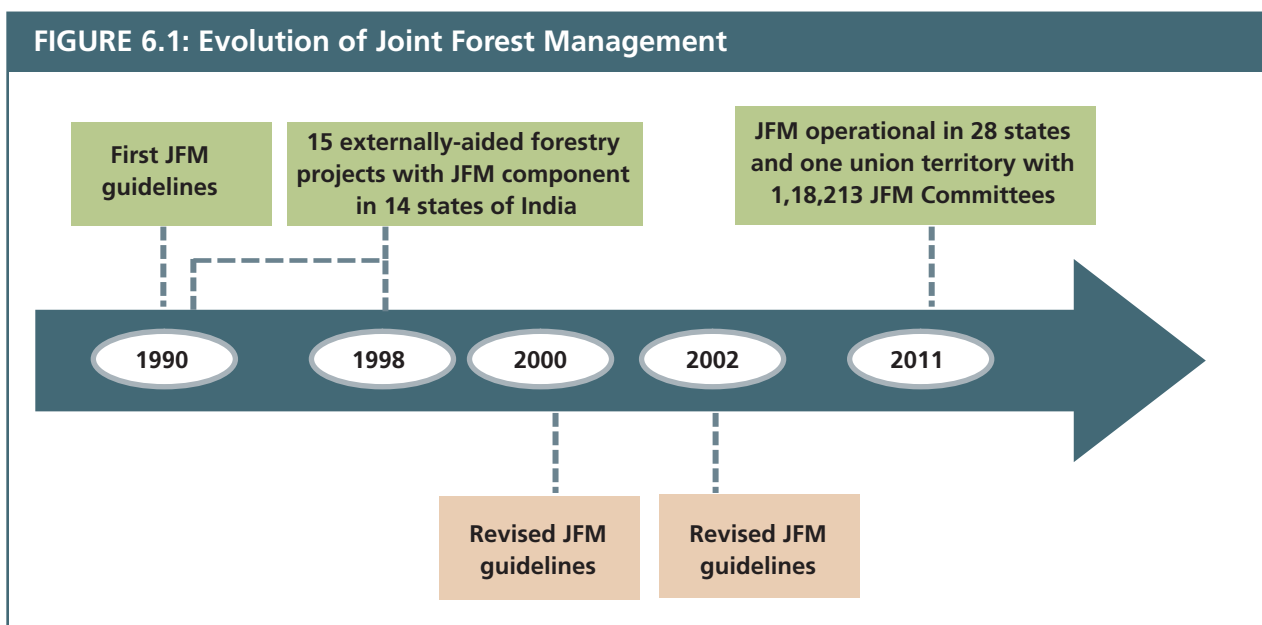 FIGURE 6.1: Evolution of Joint Forest Management
First JFM
guidelines
15 externally-aided forestry
projects with JFM component
in 14 states of India
JFM operational in 28 states
and one union territory with
1,18,213 JFM Committees
1990
1998
2000
2002
2011
Revised JFM
guidelines
Revised JFM
guidelines